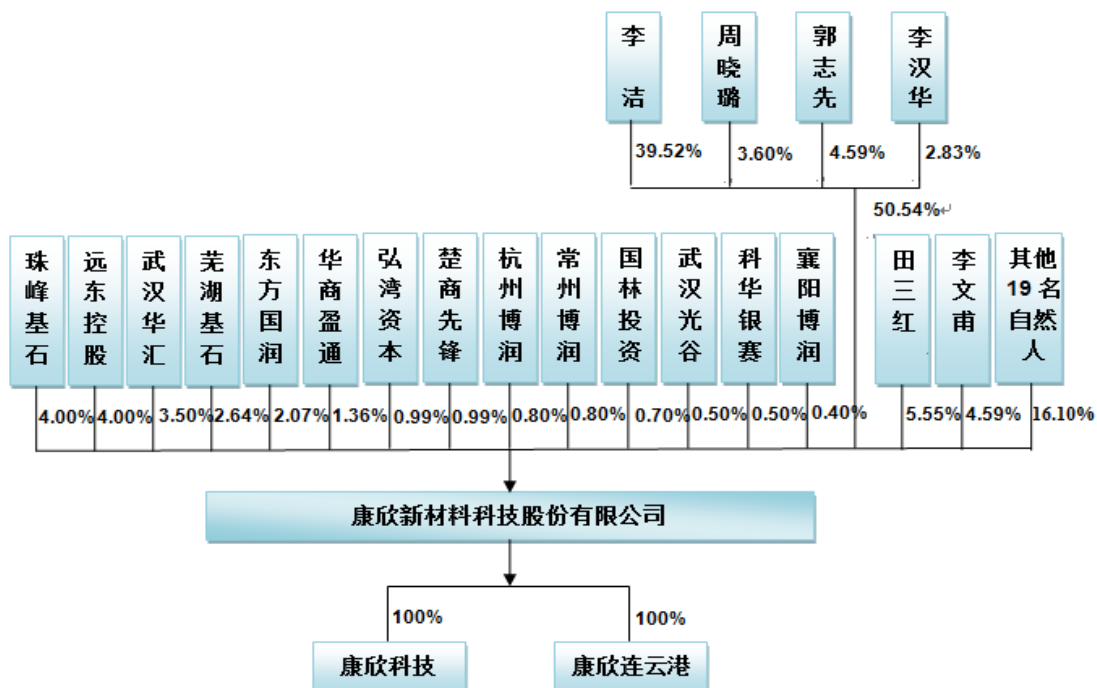 李洁
周晓璐
郭志先
李汉华
39.52%
3.60%
4.59%
2.83%
50.54%
珠峰基石
远东控股
武汉华汇
芜湖基石
东方国润
华商盈通
弘湾资本
楚商先锋
杭州博润
常州博润
国林投资
武汉光谷
科华银赛
襄阳博润
田三红
李文甫
其他
19 名
自然
人
4.00%
4.00%
3.50%
2.64%
2.07%
1.36%
0.99%
0.99%
0.80%
0.80%
0.70%
0.50%
0.50%
0.40%
5.55%
4.59%
16.10%
康欣新材料科技股份有限公司
100%
100%
康欣科技
康欣连云港